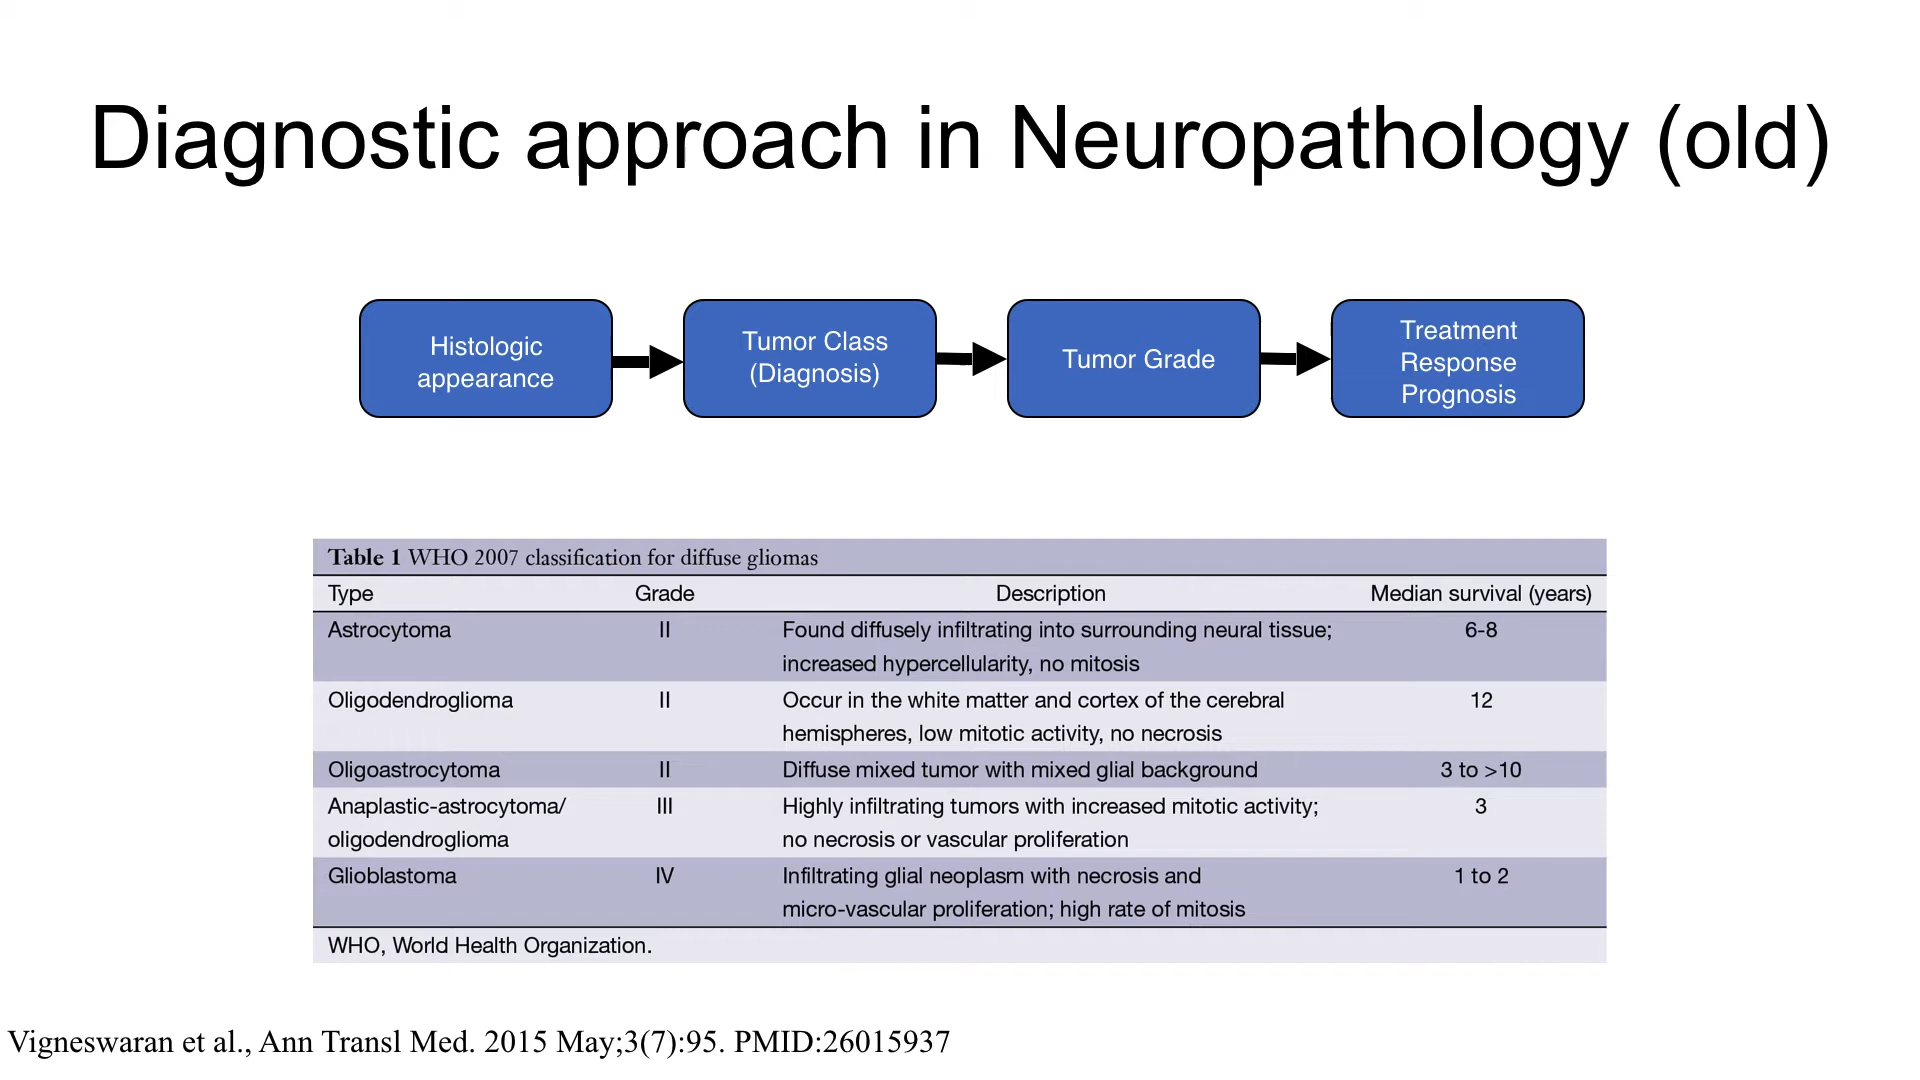 Diagnostic approach in Neuropathology (old)
Histologic
appearance
Tumor Class
(Diagnosis)
Tumor Grade
Treatment
Response
Prognosis
Table 1 WHO 2007 classification for diffuse gliomas
Type Grade Description Median survival (years)
Astrocytoma II Found diffusely infiltrating into surrounding neural tissue; 6-8
increased hypercellularity, no mitosis
Oligodendroglioma II Occur in the white matter and cortex of the cerebral 12
hemispheres, low mitotic activity, no necrosis
Oligoastrocytoma II Diffuse mixed tumor with mixed glial background 3 to >10
Anaplastic-astrocytoma/ III Highly infiltrating tumors with increased mitotic activity; 3
oligodendroglioma no necrosis or vascular proliferation
Glioblastoma IV Infiltrating glial neoplasm with necrosis and 1 to 2
micro-vascular proliferation; high rate of mitosis
WHO, World Health Organization.
Vigneswaran et al., Ann Transl Med. 2015 May;3(7):95. PMID:26015937